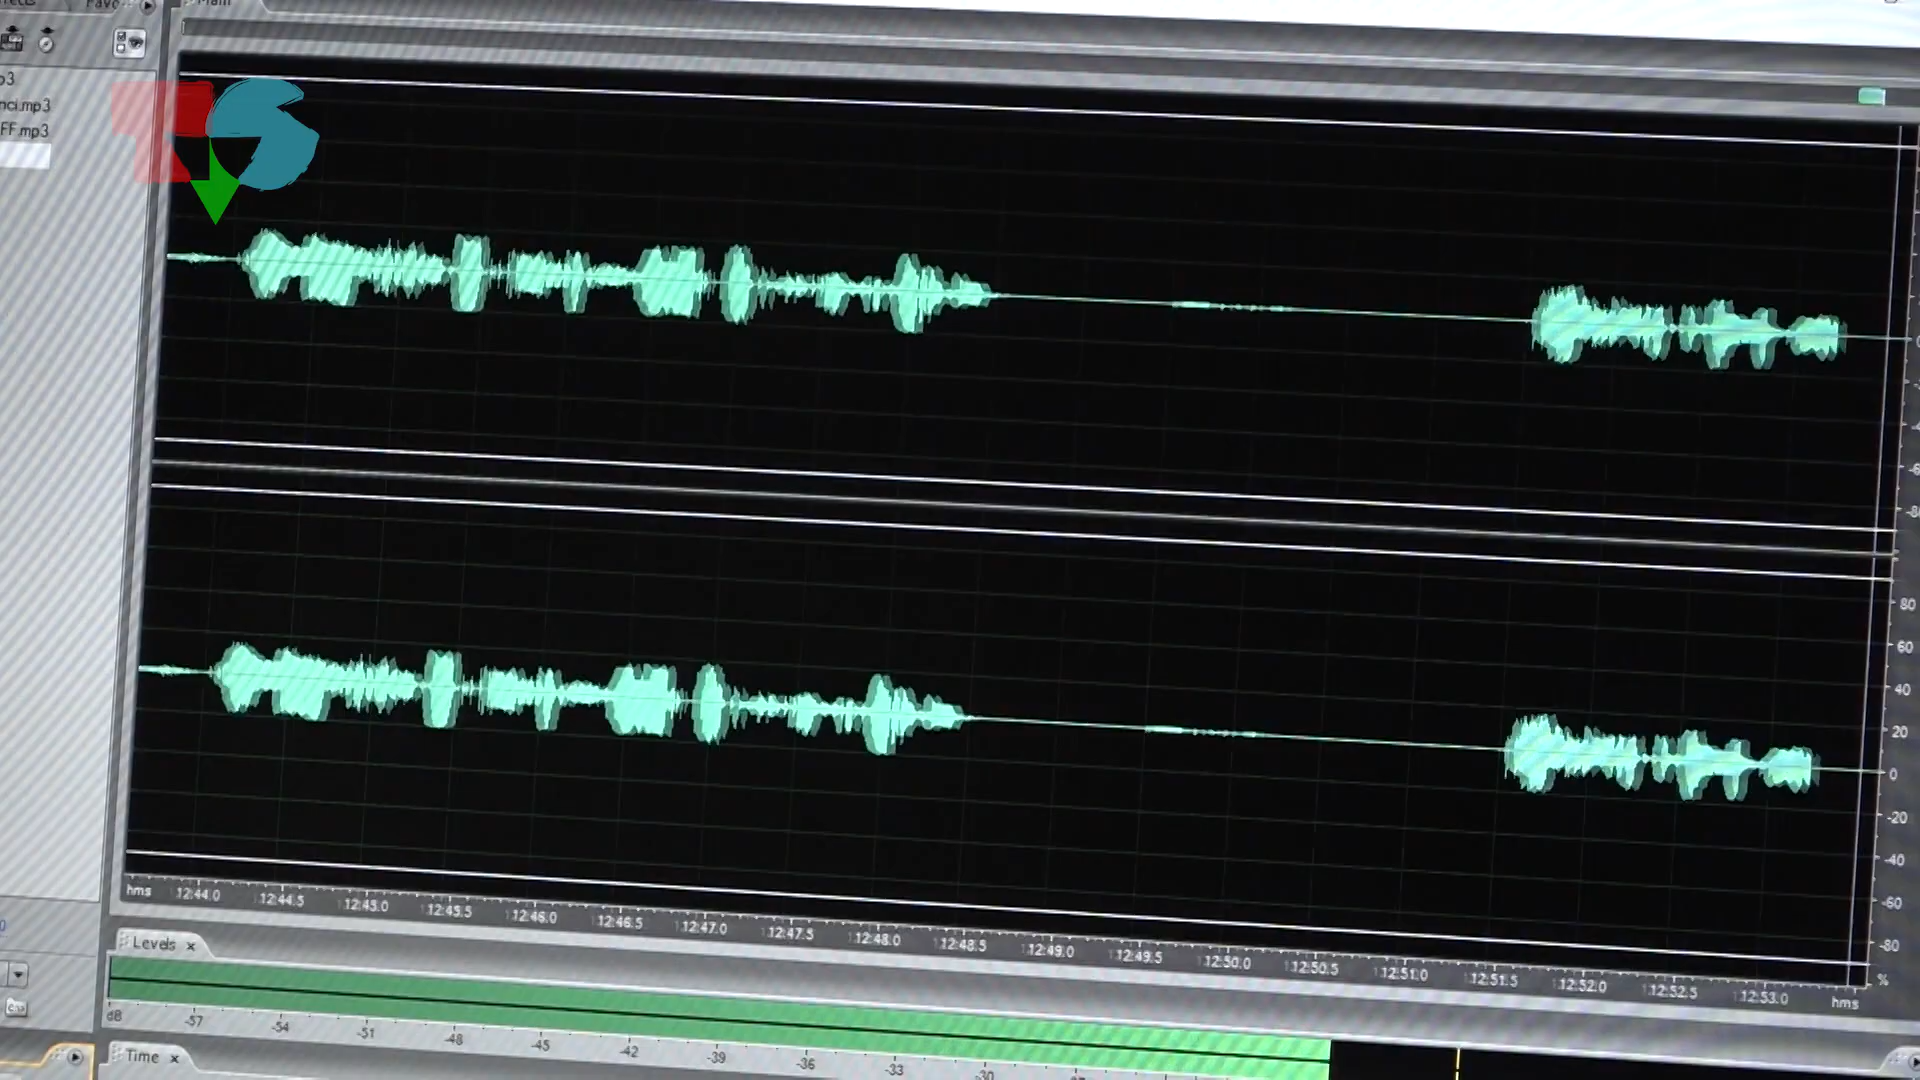 Main
p3
nci.mp3
FF.mp3
TS
80
60
40
20
0
-20
-40
-60
-80
%
hms 12:44.0 12:44.5 12:45.0 12:45.5 12:46.0 12:46.5 12:47.0 12:47.5 12:48.0 12:48.5 12:49.0 12:49.5 12:50.0 12:50.5 12:51.0 12:51.5 12:52.0 12:52.5 12:53.0 hms
Levels x
dB -57 -54 -51 -48 -45 -42 -39 -36 -33 -30
Time x